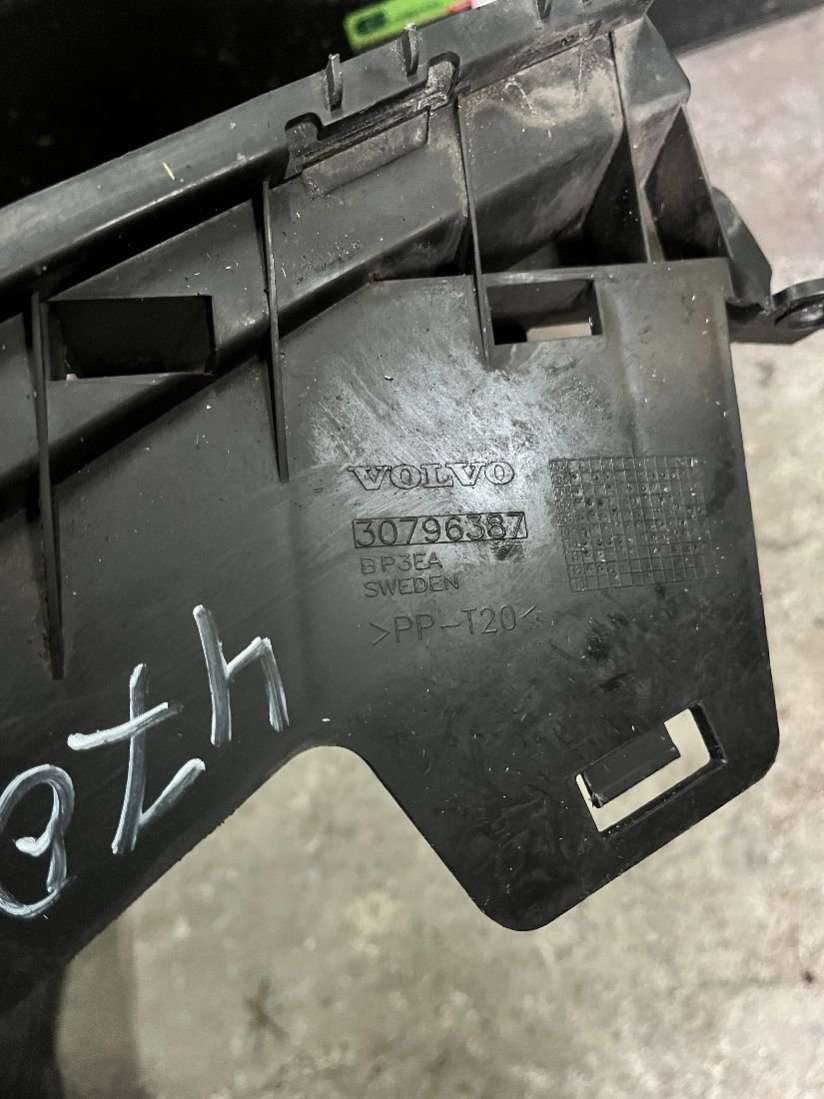 VOLVO
30796387
BP3EA
SWEDEN
>PP-T20<